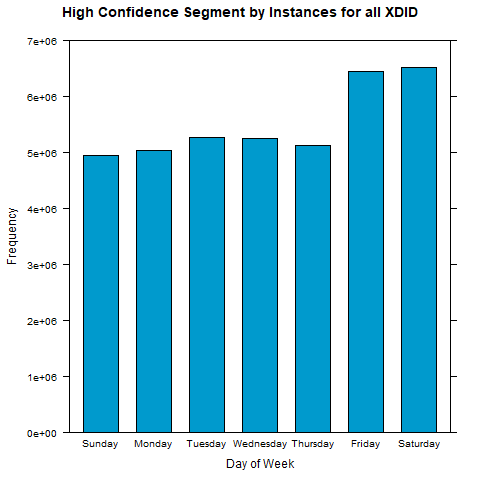 High Confidence Segment by Instances for all XDID
7e+06
6e+06
5e+06
4e+06
3e+06
2e+06
1e+06
0e+00
Frequency
Sunday Monday Tuesday Wednesday Thursday Friday Saturday
Day of Week